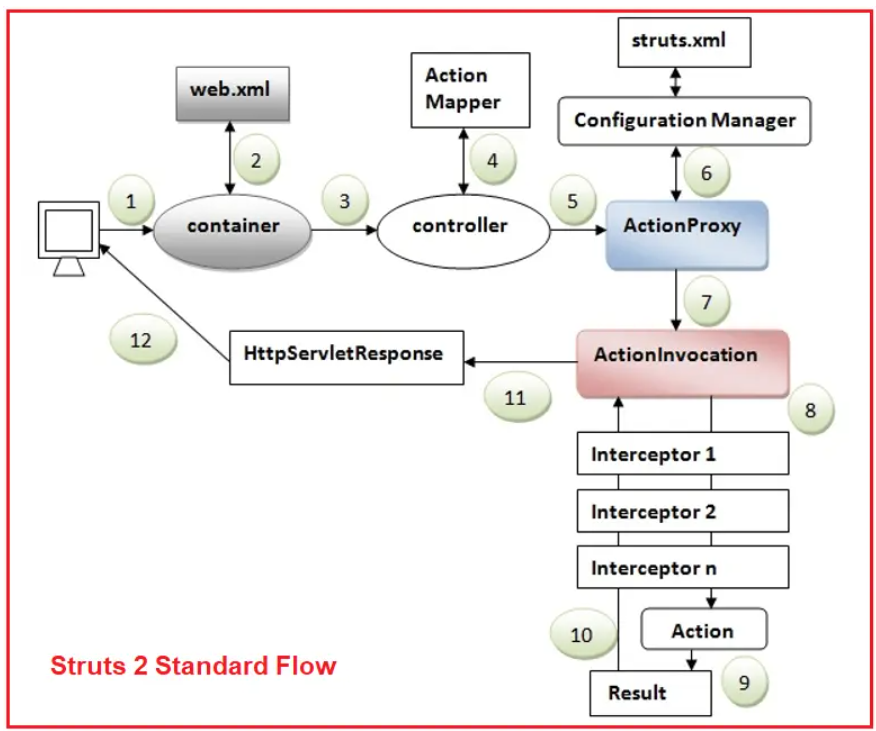 struts.xml
web.xml
Action
Mapper
Configuration Manager
2
4
6
1
3
5
container
controller
ActionProxy
7
12
HttpServletResponse
ActionInvocation
11
8
Interceptor 1
Interceptor 2
Interceptor n
10
Action
Struts 2 Standard Flow
9
Result